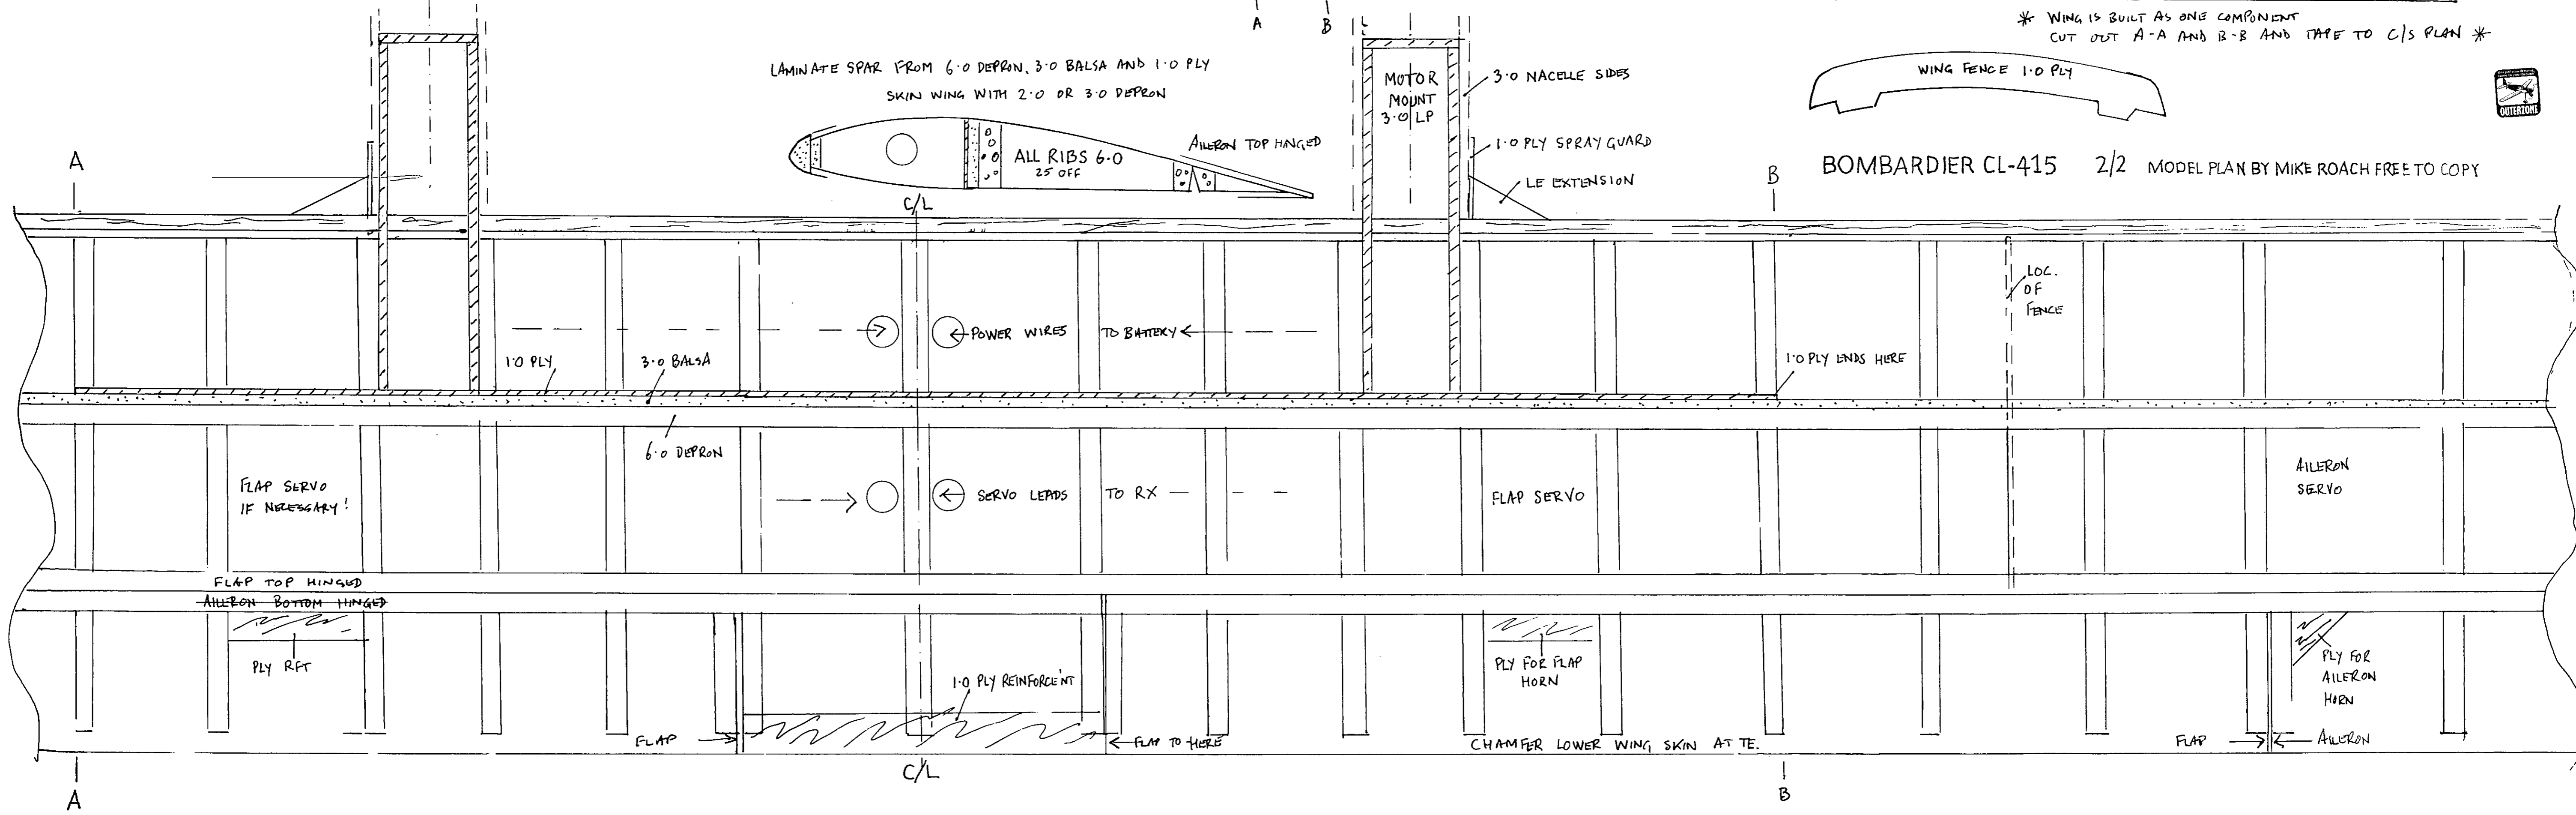 A
B
* WING IS BUILT AS ONE COMPONENT
CUT OUT A-A AND B-B AND TAPE TO C/S PLAN *
LAMINATE SPAR FROM 6.0 DEPRON, 3.0 BALSA AND 1.0 PLY
SKIN WING WITH 2.0 OR 3.0 DEPRON
MOTOR
MOUNT
3.0 LP
3.0 NACELLE SIDES
WING FENCE 1.0 PLY
OUTERZONE
A
AILERON TOP HINGED
ALL RIBS 6.0
25 OFF
1.0 PLY SPRAY GUARD
LE EXTENSION
B
BOMBARDIER CL-415 2/2 MODEL PLAN BY MIKE ROACH FREE TO COPY
C/L
LOC.
OF
FENCE
POWER WIRES TO BATTERY
1.0 PLY
3.0 BALSA
1.0 PLY ENDS HERE
6.0 DEPRON
FLAP SERVO
IF NECESSARY!
SERVO LEADS TO RX
FLAP SERVO
AILERON
SERVO
FLAP TOP HINGED
AILERON BOTTOM HINGED
PLY RFT
1.0 PLY REINFORCE'NT
PLY FOR FLAP
HORN
PLY FOR
AILERON
HORN
FLAP
FLAP TO HERE
CHAMFER LOWER WING SKIN AT TE.
FLAP
AILERON
A
C/L
B